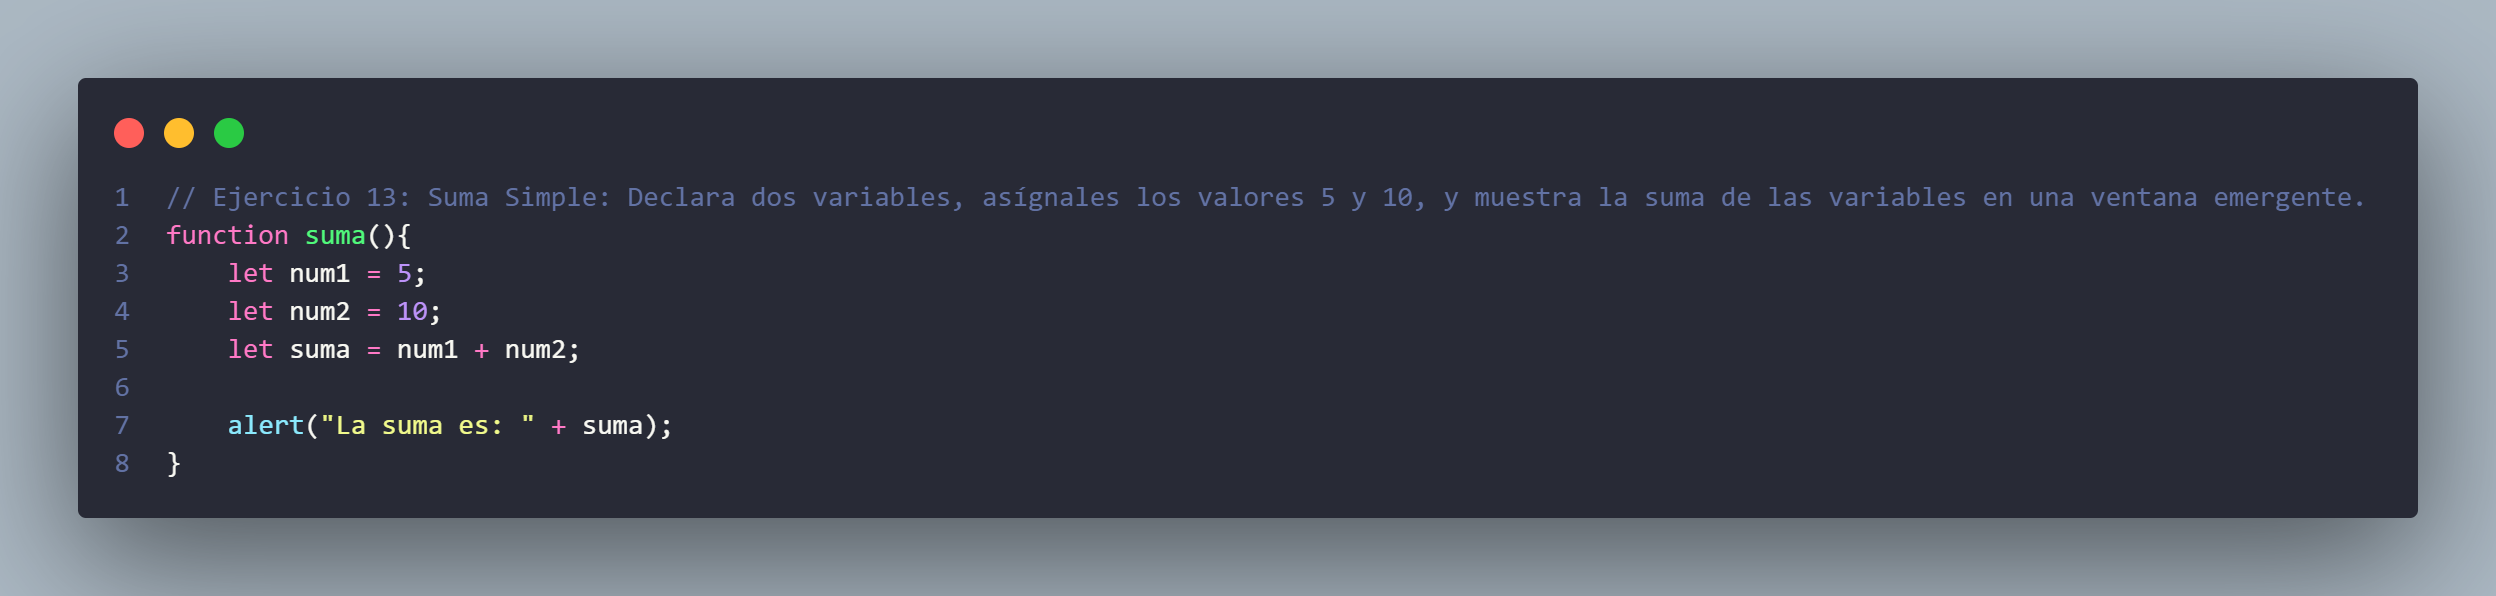 1 // Ejercicio 13: Suma Simple: Declara dos variables, asígnales los valores 5 y 10, y muestra la suma de las variables en una ventana emergente.
2 function suma(){
3     let num1 = 5;
4     let num2 = 10;
5     let suma = num1 + num2;
6
7     alert("La suma es: " + suma);
8 }